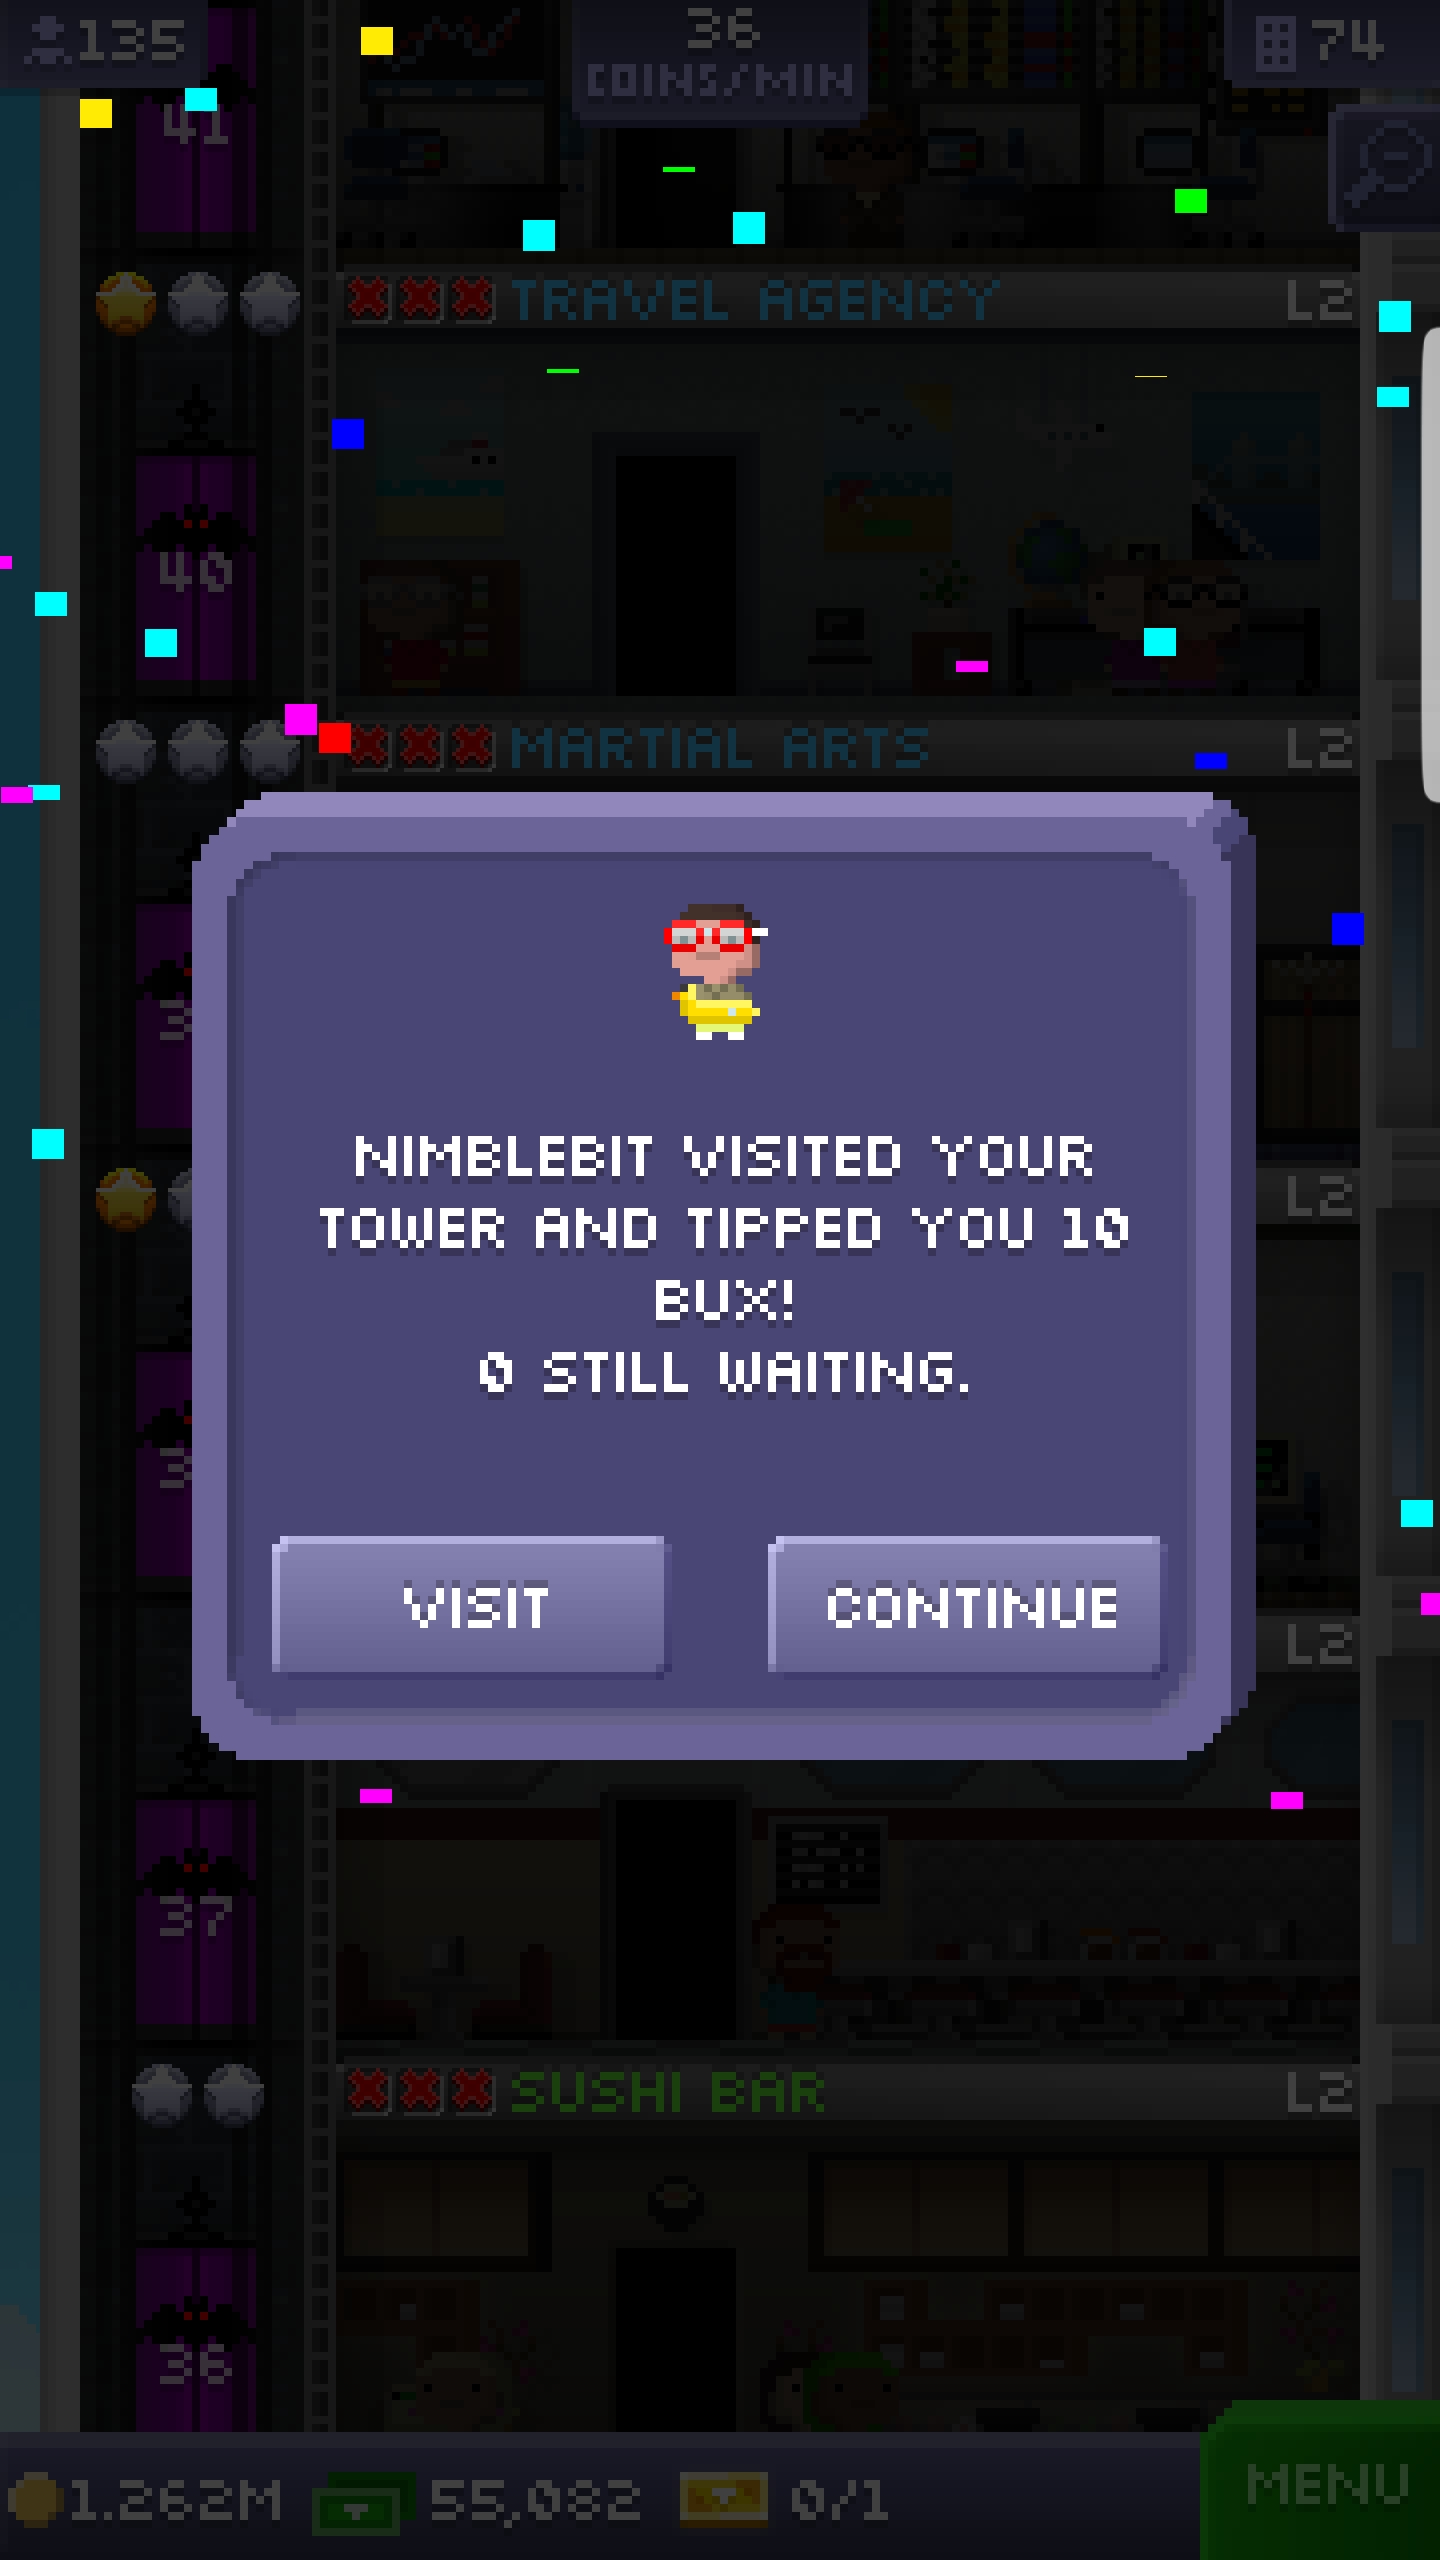 135
36
COINS/MIN
74
41
TRAVEL AGENCY L2
40
MARTIAL ARTS L2
L2
NIMBLEBIT VISITED YOUR
TOWER AND TIPPED YOU 10
BUX!
0 STILL WAITING.
VISIT
CONTINUE
L2
37
SUSHI BAR L2
36
1.262M
55,082
0/1
MENU